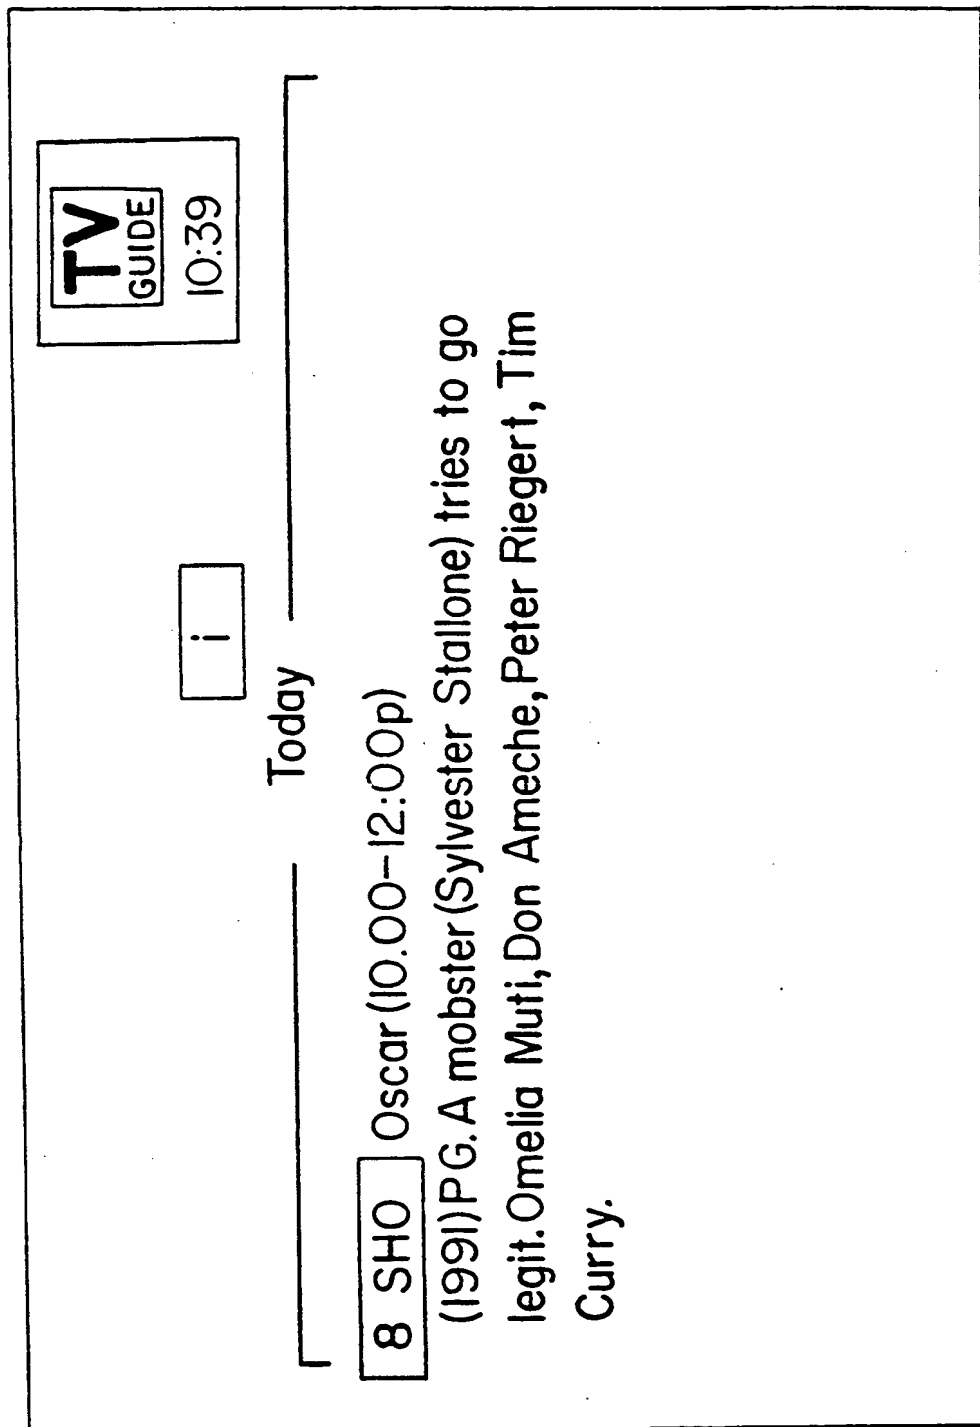 TV
GUIDE
10:39
i
Today
8 SHO Oscar (10.00-12:00p)
(1991) PG. A mobster (Sylvester Stallone) tries to go
legit. Omelia Muti, Don Ameche, Peter Riegert, Tim
Curry.